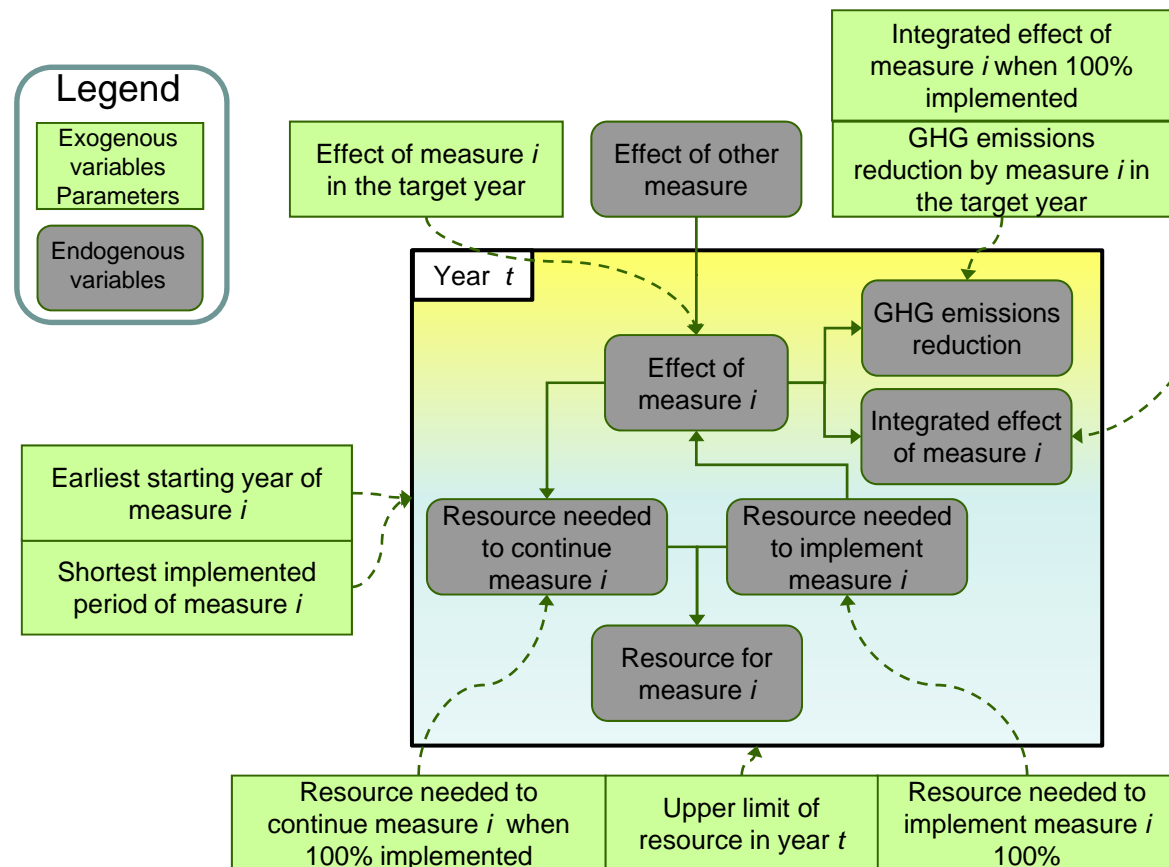 Legend
Exogenous
variables
Parameters
Endogenous
variables
Effect of measure i
in the target year
Effect of other
measure
Integrated effect of
measure i when 100%
implemented
GHG emissions
reduction by measure i in
the target year
Year t
GHG emissions
reduction
Effect of
measure i
Integrated effect
of measure i
Earliest starting year of
measure i
Shortest implemented
period of measure i
Resource needed
to continue
measure i
Resource needed
to implement
measure i
Resource for
measure i
Resource needed to
continue measure i when
100% implemented
Upper limit of
resource in year t
Resource needed to
implement measure i
100%